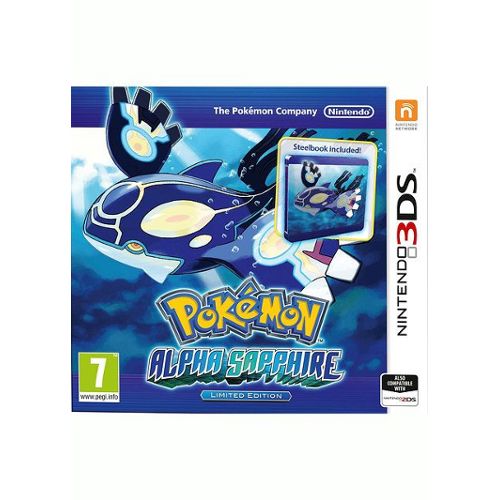 The Pokémon Company
Nintendo
NINTENDO
NETWORK
Steelbook included!
NINTENDO 3DS
POKéMON
ALPHA SAPPHIRE
LIMITED EDITION
7
www.pegi.info
ALSO
COMPATIBLE
WITH
NINTENDO 2DS